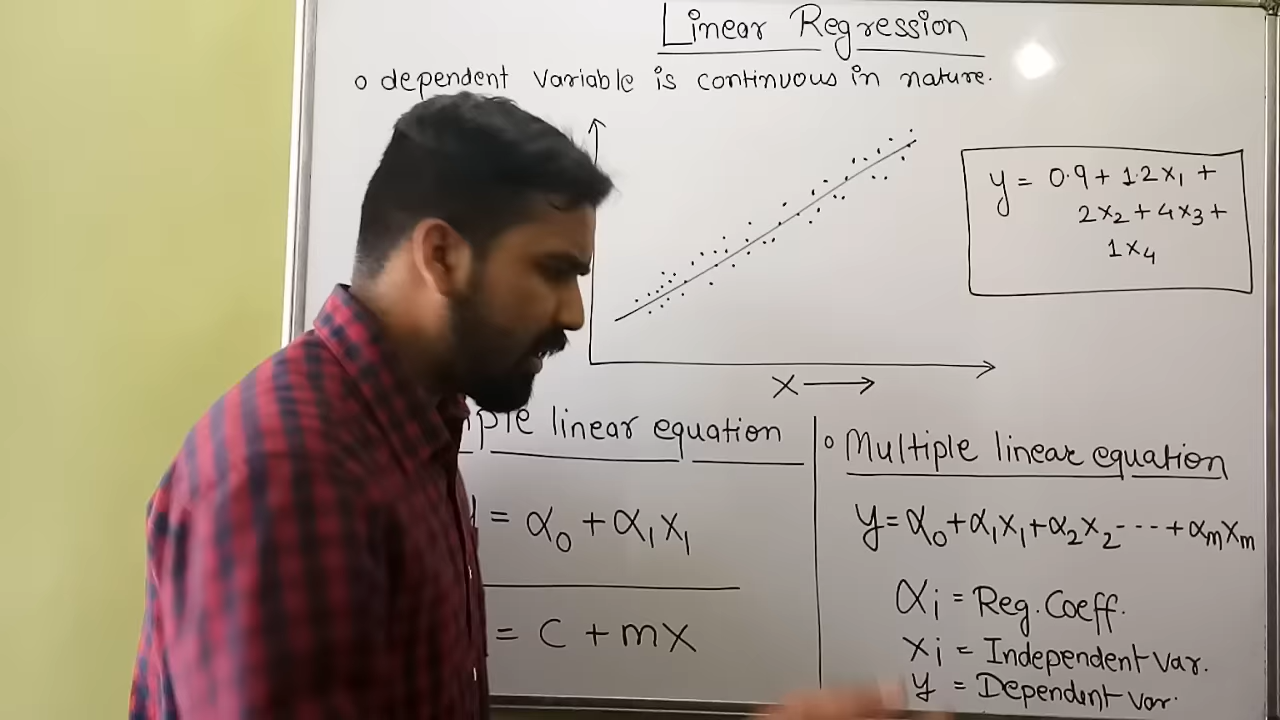 Linear Regression
o dependent variable is continuous in nature.
y = 0.9 + 1.2x₁ +
2x₂ + 4x₃ +
1x₄
X →
linear equation
= α₀ + α₁x₁
= C + mx
o Multiple linear equation
y = α₀ + α₁x₁ + α₂x₂ ---- + αₘxₘ
αi = Reg. Coeff.
xi = Independent Var.
y = Dependent Var.